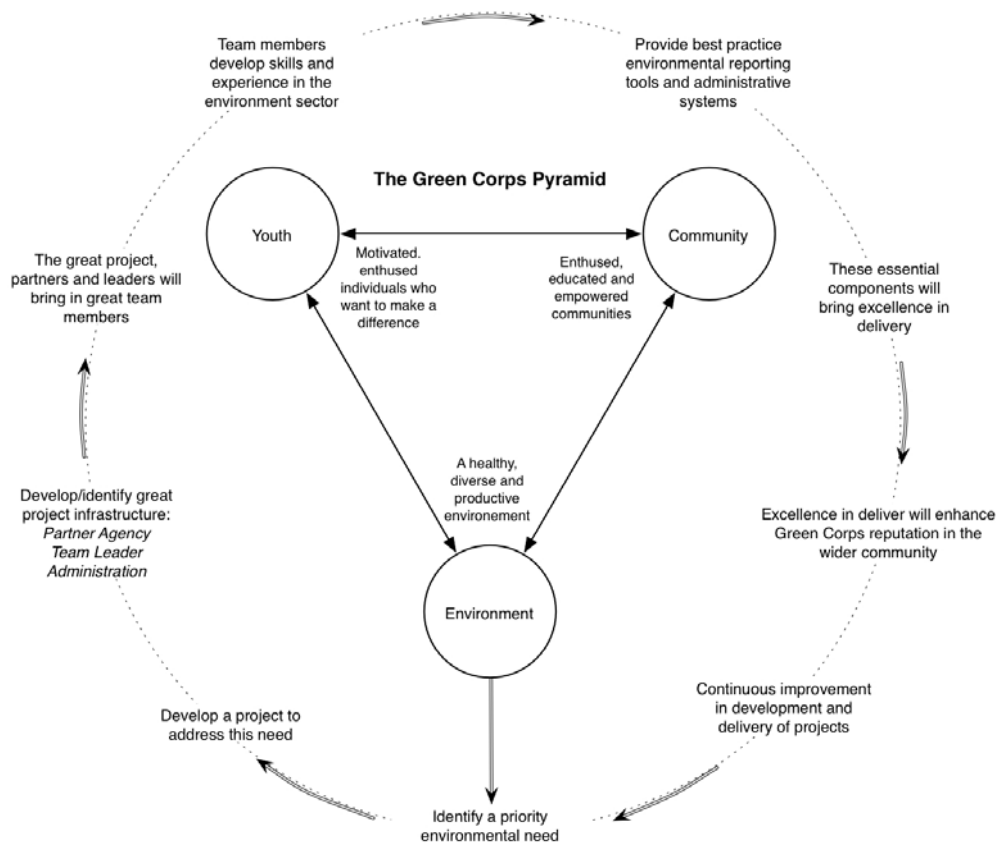 Team members
develop skills and
experience in the
environment sector
Provide best practice
environmental reporting
tools and administrative
systems
The Green Corps Pyramid
Youth
Community
Motivated.
enthused
individuals who
want to make a
difference
Enthused,
educated and
empowered
communities
The great project,
partners and leaders will
bring in great team
members
These essential
components will
bring excellence in
delivery
A healthy,
diverse and
productive
environement
Develop/identify great
project infrastructure:
Partner Agency
Team Leader
Administration
Excellence in deliver will enhance
Green Corps reputation in the
wider community
Environment
Continuous improvement
in development and
delivery of projects
Develop a project to
address this need
Identify a priority
environmental need